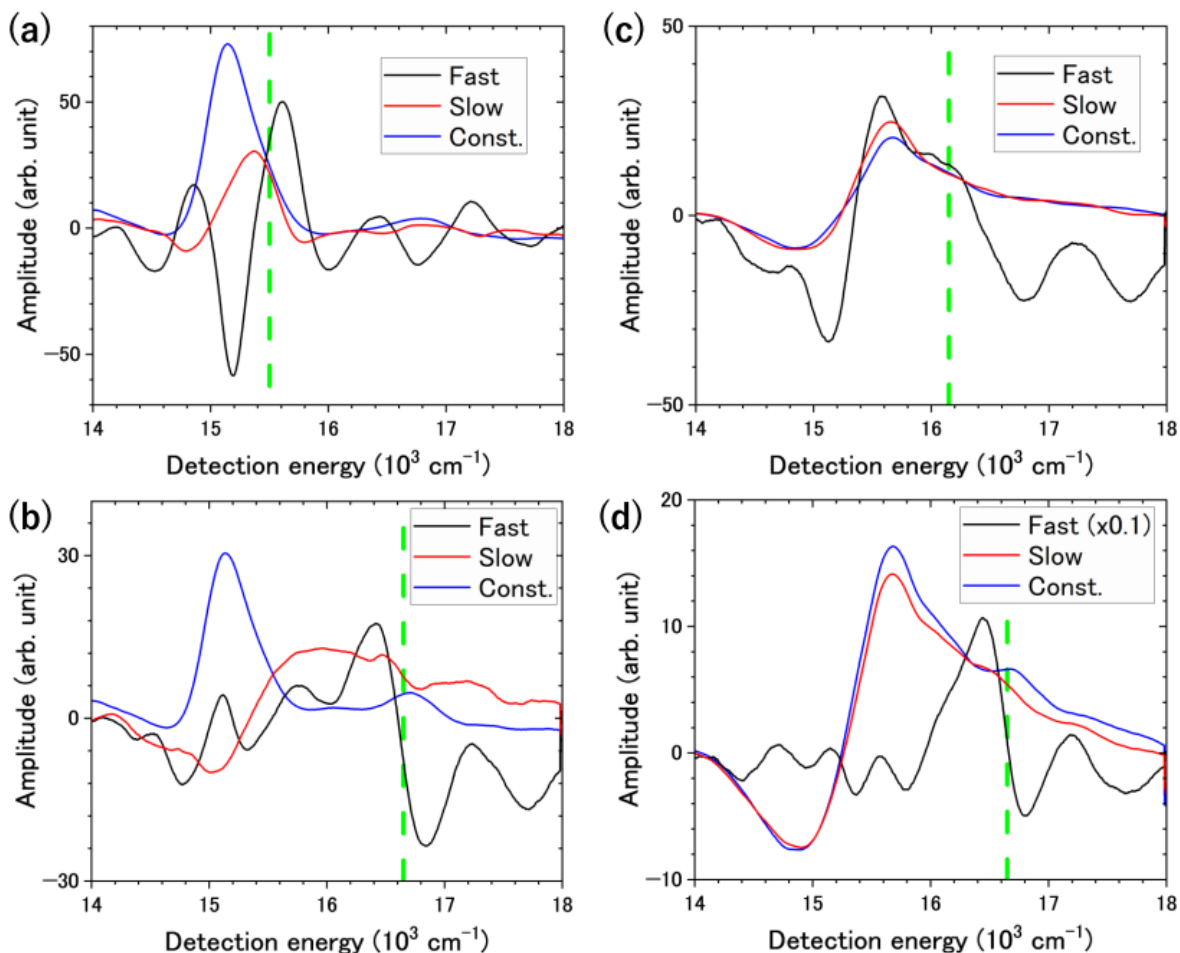 (a)
Fast
Slow
Const.
50
0
−50
Amplitude (arb. unit)
14 15 16 17 18
Detection energy (10³ cm⁻¹)
(c)
Fast
Slow
Const.
50
0
−50
Amplitude (arb. unit)
14 15 16 17 18
Detection energy (10³ cm⁻¹)
(b)
Fast
Slow
Const.
30
0
−30
Amplitude (arb. unit)
14 15 16 17 18
Detection energy (10³ cm⁻¹)
(d)
Fast (x0.1)
Slow
Const.
20
10
0
−10
Amplitude (arb. unit)
14 15 16 17 18
Detection energy (10³ cm⁻¹)